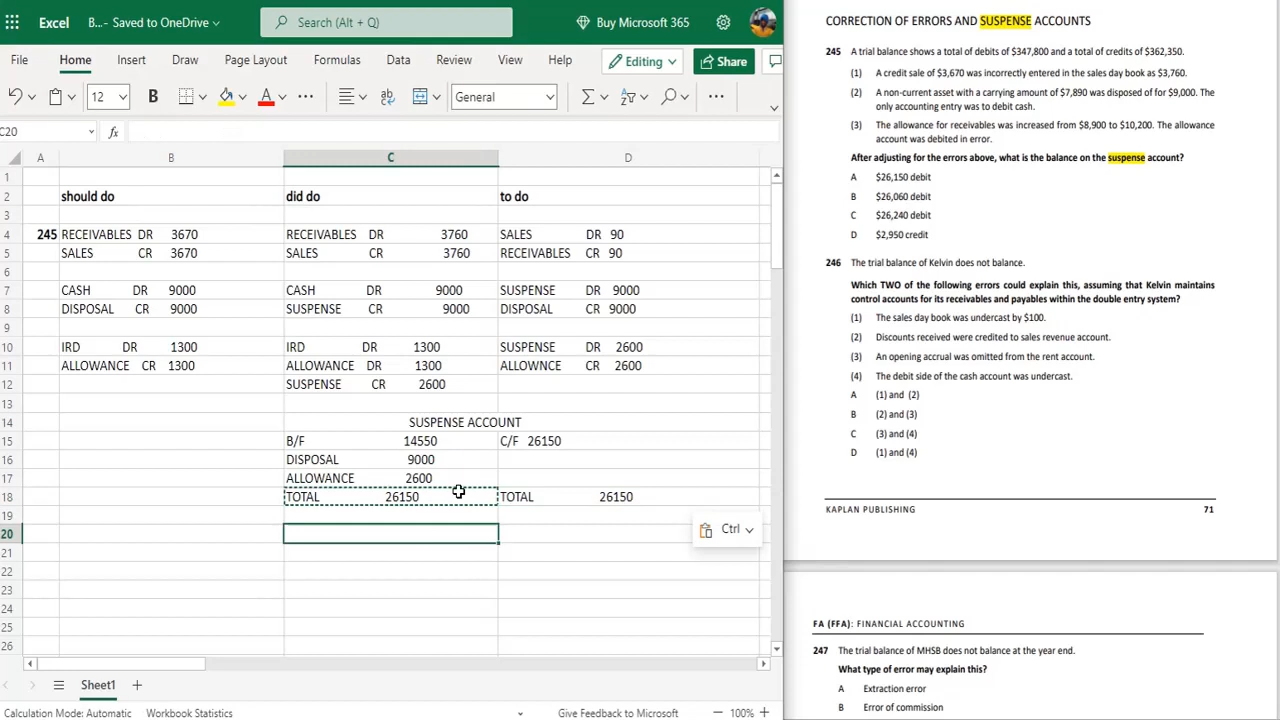 Excel B... - Saved to OneDrive Search (Alt + Q) Buy Microsoft 365
File Home Insert Draw Page Layout Formulas Data Review View Help Editing Share
12 B A General
C20 fx
A B C D
1
2 should do did do to do
3
4 245 RECEIVABLES DR 3670 RECEIVABLES DR 3760 SALES DR 90
5 SALES CR 3670 SALES CR 3760 RECEIVABLES CR 90
6
7 CASH DR 9000 CASH DR 9000 SUSPENSE DR 9000
8 DISPOSAL CR 9000 SUSPENSE CR 9000 DISPOSAL CR 9000
9
10 IRD DR 1300 IRD DR 1300 SUSPENSE DR 2600
11 ALLOWANCE CR 1300 ALLOWANCE DR 1300 ALLOWNCE CR 2600
12 SUSPENSE CR 2600
13
14 SUSPENSE ACCOUNT
15 B/F 14550 C/F 26150
16 DISPOSAL 9000
17 ALLOWANCE 2600
18 TOTAL 26150 TOTAL 26150
19
20 Ctrl
21
22
23
24
25
26
Sheet1
Calculation Mode: Automatic Workbook Statistics Give Feedback to Microsoft 100%
CORRECTION OF ERRORS AND SUSPENSE ACCOUNTS
245 A trial balance shows a total of debits of $347,800 and a total of credits of $362,350.
(1) A credit sale of $3,670 was incorrectly entered in the sales day book as $3,760.
(2) A non-current asset with a carrying amount of $7,890 was disposed of for $9,000. The
only accounting entry was to debit cash.
(3) The allowance for receivables was increased from $8,900 to $10,200. The allowance
account was debited in error.
After adjusting for the errors above, what is the balance on the suspense account?
A $26,150 debit
B $26,060 debit
C $26,240 debit
D $2,950 credit
246 The trial balance of Kelvin does not balance.
Which TWO of the following errors could explain this, assuming that Kelvin maintains
control accounts for its receivables and payables within the double entry system?
(1) The sales day book was undercast by $100.
(2) Discounts received were credited to sales revenue account.
(3) An opening accrual was omitted from the rent account.
(4) The debit side of the cash account was undercast.
A (1) and (2)
B (2) and (3)
C (3) and (4)
D (1) and (4)
KAPLAN PUBLISHING 71
FA (FFA): FINANCIAL ACCOUNTING
247 The trial balance of MHSB does not balance at the year end.
What type of error may explain this?
A Extraction error
B Error of commission